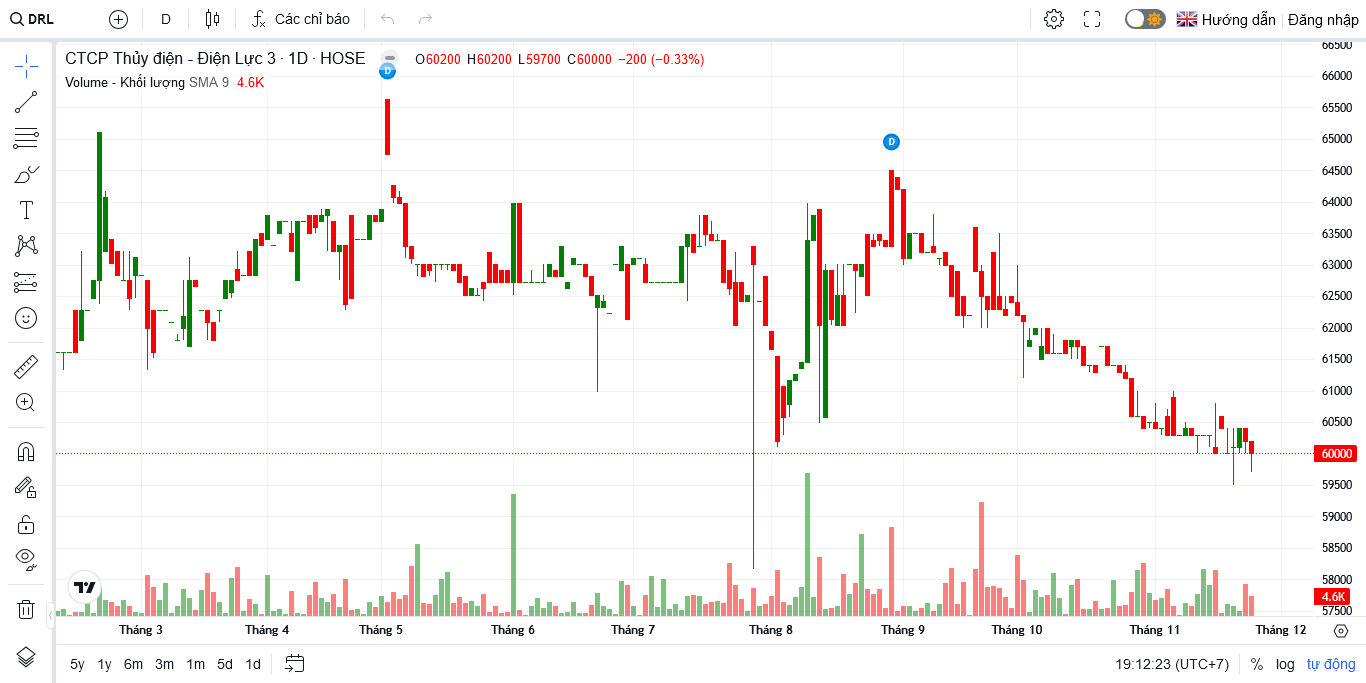 DRL D Các chỉ báo Hướng dẫn Đăng nhập
CTCP Thủy điện - Điện Lực 3 · 1D · HOSE O60200 H60200 L59700 C60000 −200 (−0.33%)
Volume - Khối lượng SMA 9 4.6K
D
D
66500
66000
65500
65000
64500
64000
63500
63000
62500
62000
61500
61000
60500
60000
59500
59000
58500
58000
4.6K
57500
Tháng 3 Tháng 4 Tháng 5 Tháng 6 Tháng 7 Tháng 8 Tháng 9 Tháng 10 Tháng 11 Tháng 12
5y 1y 6m 3m 1m 5d 1d 19:12:23 (UTC+7) % log tự động